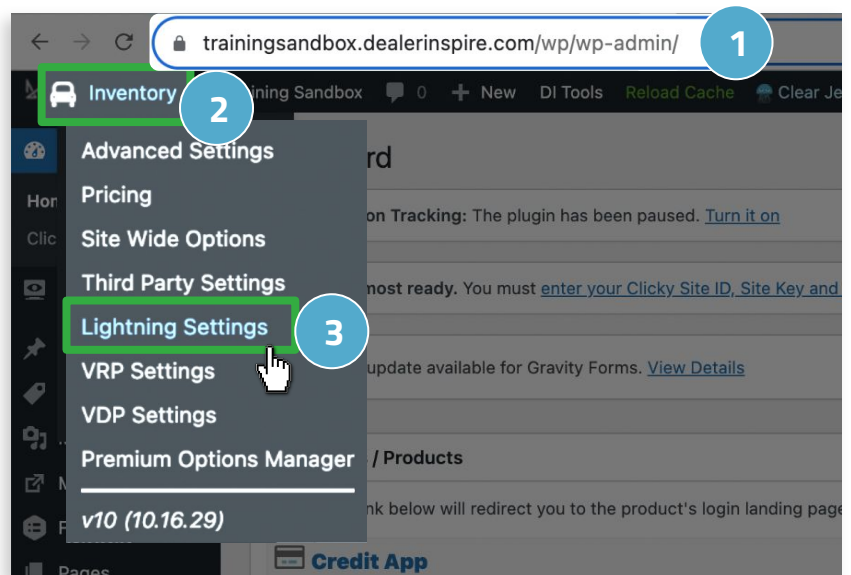 trainingsandbox.dealerinspire.com/wp/wp-admin/
1
Inventory
2
ining Sandbox
0
New
DI Tools
Reload Cache
Clear Je
Advanced Settings
rd
Pricing
Hon
on Tracking: The plugin has been paused. Turn it on
Site Wide Options
Clic
Third Party Settings
most ready. You must enter your Clicky Site ID, Site Key and
Lightning Settings
3
VRP Settings
update available for Gravity Forms. View Details
VDP Settings
Premium Options Manager
/ Products
v10 (10.16.29)
nk below will redirect you to the product's login landing page
Credit App
Pages